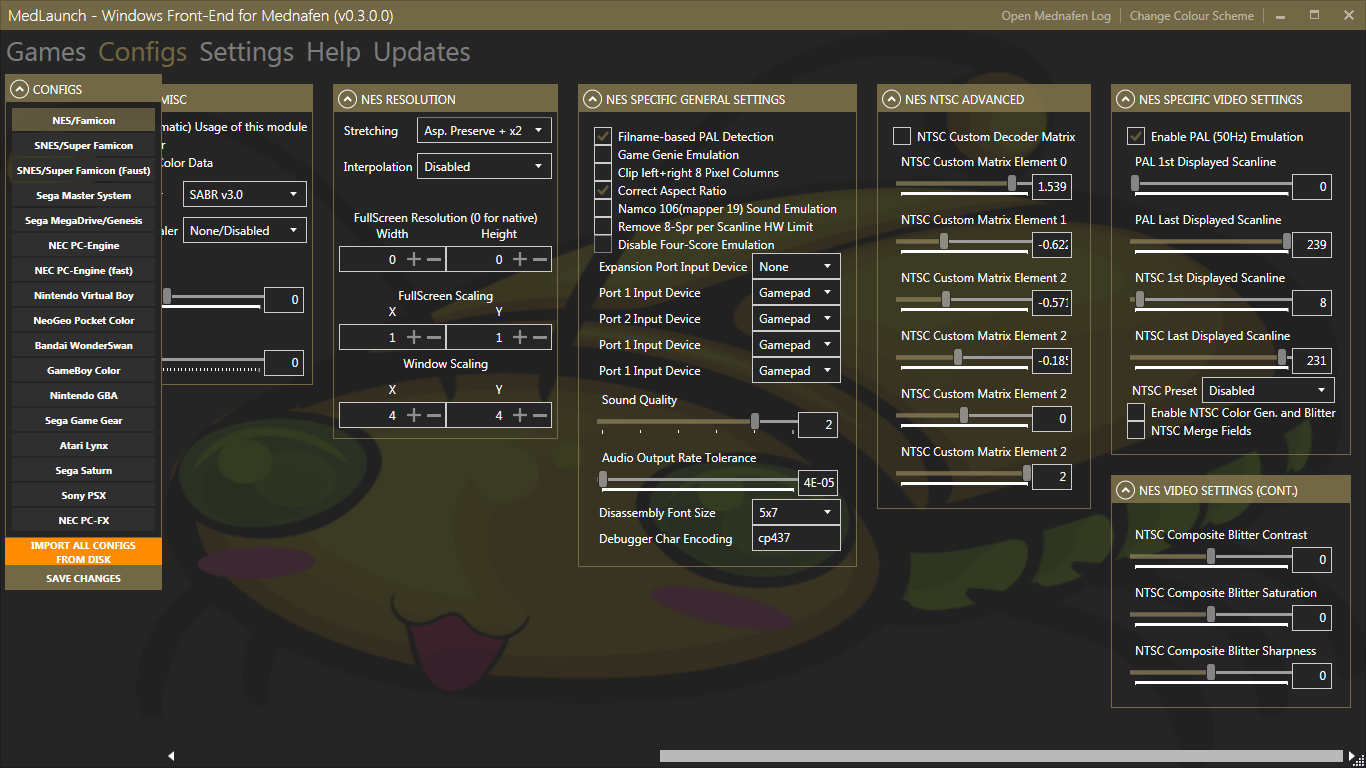 MedLaunch - Windows Front-End for Mednafen (v0.3.0.0)
Open Mednafen Log
Change Colour Scheme
Games Configs Settings Help Updates
CONFIGS
NES/Famicon
SNES/Super Famicom
SNES/Super Famicom (Faust)
Sega Master System
Sega MegaDrive/Genesis
NEC PC-Engine
NEC PC-Engine (fast)
Nintendo Virtual Boy
NeoGeo Pocket Color
Bandai WonderSwan
GameBoy Color
Nintendo GBA
Sega Game Gear
Atari Lynx
Sega Saturn
Sony PSX
NEC PC-FX
IMPORT ALL CONFIGS
FROM DISK
SAVE CHANGES
MISC
matic) Usage of this module
r
Color Data
SABR v3.0
aler None/Disabled
0
0
NES RESOLUTION
Stretching Asp. Preserve + x2
Interpolation Disabled
FullScreen Resolution (0 for native)
Width Height
0 + − 0 + −
FullScreen Scaling
X Y
1 + − 1 + −
Window Scaling
X Y
4 + − 4 + −
NES SPECIFIC GENERAL SETTINGS
Filname-based PAL Detection
Game Genie Emulation
Clip left+right 8 Pixel Columns
Correct Aspect Ratio
Namco 106(mapper 19) Sound Emulation
Remove 8-Spr per Scanline HW Limit
Disable Four-Score Emulation
Expansion Port Input Device None
Port 1 Input Device Gamepad
Port 2 Input Device Gamepad
Port 1 Input Device Gamepad
Port 1 Input Device Gamepad
Sound Quality
2
Audio Output Rate Tolerance
4E-05
Disassembly Font Size 5x7
Debugger Char Encoding cp437
NES NTSC ADVANCED
NTSC Custom Decoder Matrix
NTSC Custom Matrix Element 0
1.539
NTSC Custom Matrix Element 1
-0.622
NTSC Custom Matrix Element 2
-0.571
NTSC Custom Matrix Element 2
-0.185
NTSC Custom Matrix Element 2
0
NTSC Custom Matrix Element 2
2
NES SPECIFIC VIDEO SETTINGS
Enable PAL (50Hz) Emulation
PAL 1st Displayed Scanline
0
PAL Last Displayed Scanline
239
NTSC 1st Displayed Scanline
8
NTSC Last Displayed Scanline
231
NTSC Preset Disabled
Enable NTSC Color Gen. and Blitter
NTSC Merge Fields
NES VIDEO SETTINGS (CONT.)
NTSC Composite Blitter Contrast
0
NTSC Composite Blitter Saturation
0
NTSC Composite Blitter Sharpness
0